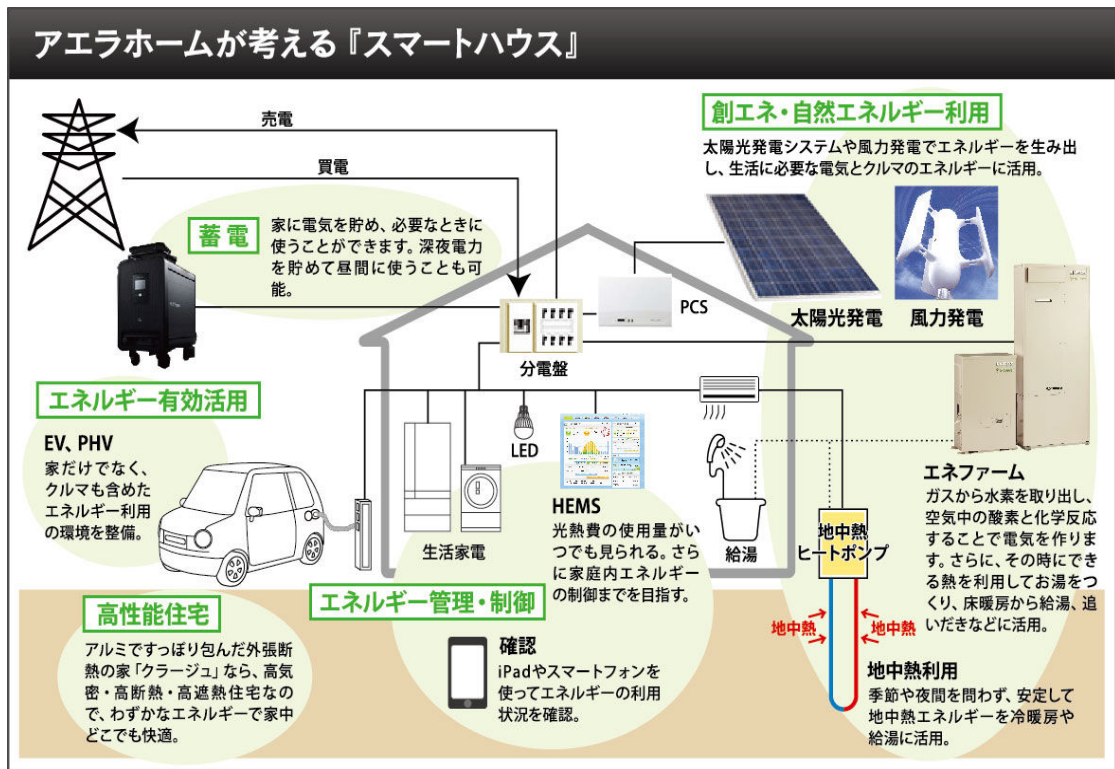 アエラホームが考える『スマートハウス』
売電
買電
蓄電
家に電気を貯め、必要なときに
使うことができます。深夜電力
を貯めて昼間に使うことも可
能。
創エネ・自然エネルギー利用
太陽光発電システムや風力発電でエネルギーを生み出
し、生活に必要な電気とクルマのエネルギーに活用。
太陽光発電
風力発電
PCS
分電盤
エネルギー有効活用
EV、PHV
家だけでなく、
クルマも含めた
エネルギー利用
の環境を整備。
生活家電
LED
HEMS
光熱費の使用量がい
つでも見られる。さら
に家庭内エネルギー
の制御までを目指す。
給湯
地中熱
ヒートポンプ
エネファーム
ガスから水素を取り出し、
空気中の酸素と化学反応
することで電気を作りま
す。さらに、その時にでき
る熱を利用してお湯をつ
くり、床暖房から給湯、追
いだきなどに活用。
高性能住宅
アルミですっぽり包んだ外張断
熱の家「クラージュ」なら、高気
密・高断熱・高遮熱住宅なの
で、わずかなエネルギーで家中
どこでも快適。
エネルギー管理・制御
確認
iPadやスマートフォンを
使ってエネルギーの利用
状況を確認。
地中熱
地中熱
地中熱利用
季節や夜間を問わず、安定して
地中熱エネルギーを冷暖房や
給湯に活用。